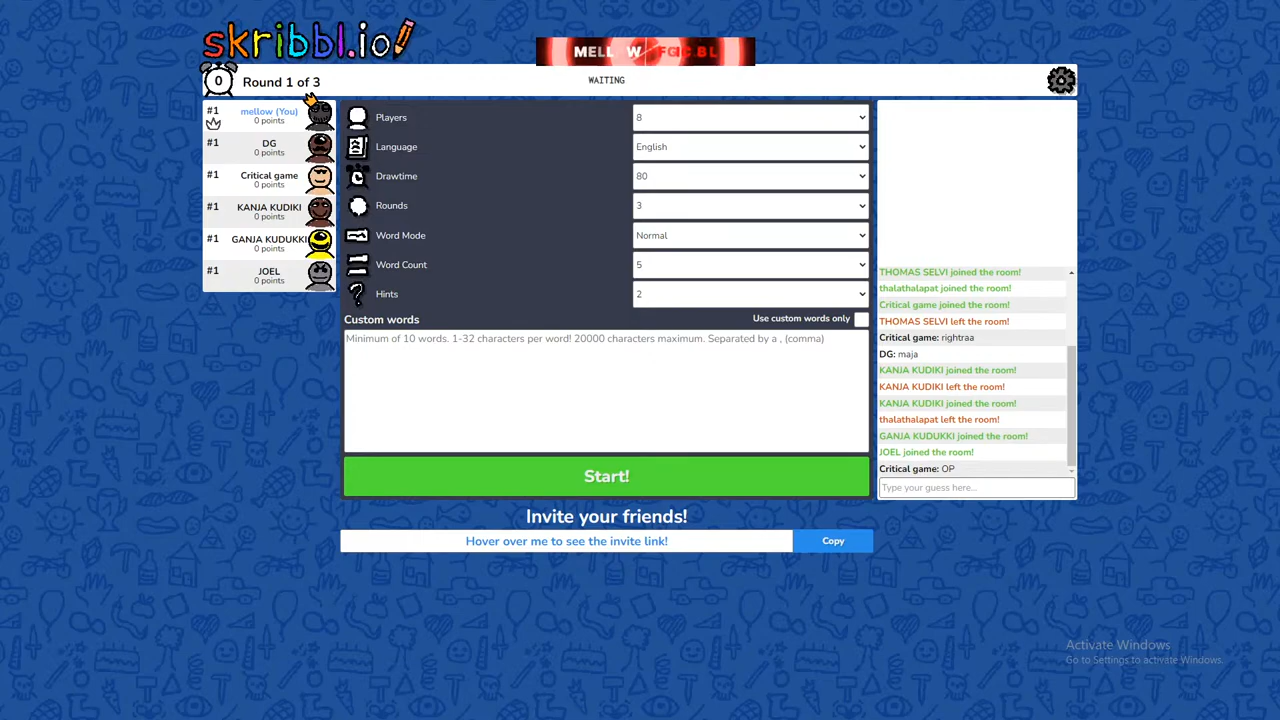 skribbl.io
MELL W FGIC.BL
0
Round 1 of 3
WAITING
#1
mellow (You)
0 points
#1
DG
0 points
#1
Critical game
0 points
#1
KANJA KUDIKI
0 points
#1
GANJA KUDUKKI
0 points
#1
JOEL
0 points
Players
8
Language
English
Drawtime
80
Rounds
3
Word Mode
Normal
Word Count
5
Hints
2
Custom words
Use custom words only
Minimum of 10 words. 1-32 characters per word! 20000 characters maximum. Separated by a , (comma)
Start!
Invite your friends!
Hover over me to see the invite link!
Copy
THOMAS SELVI joined the room!
thalathalapat joined the room!
Critical game joined the room!
THOMAS SELVI left the room!
Critical game: rightraa
DG: maja
KANJA KUDIKI joined the room!
KANJA KUDIKI left the room!
KANJA KUDIKI joined the room!
thalathalapat left the room!
GANJA KUDUKKI joined the room!
JOEL joined the room!
Critical game: OP
Type your guess here...
Activate Windows
Go to Settings to activate Windows.